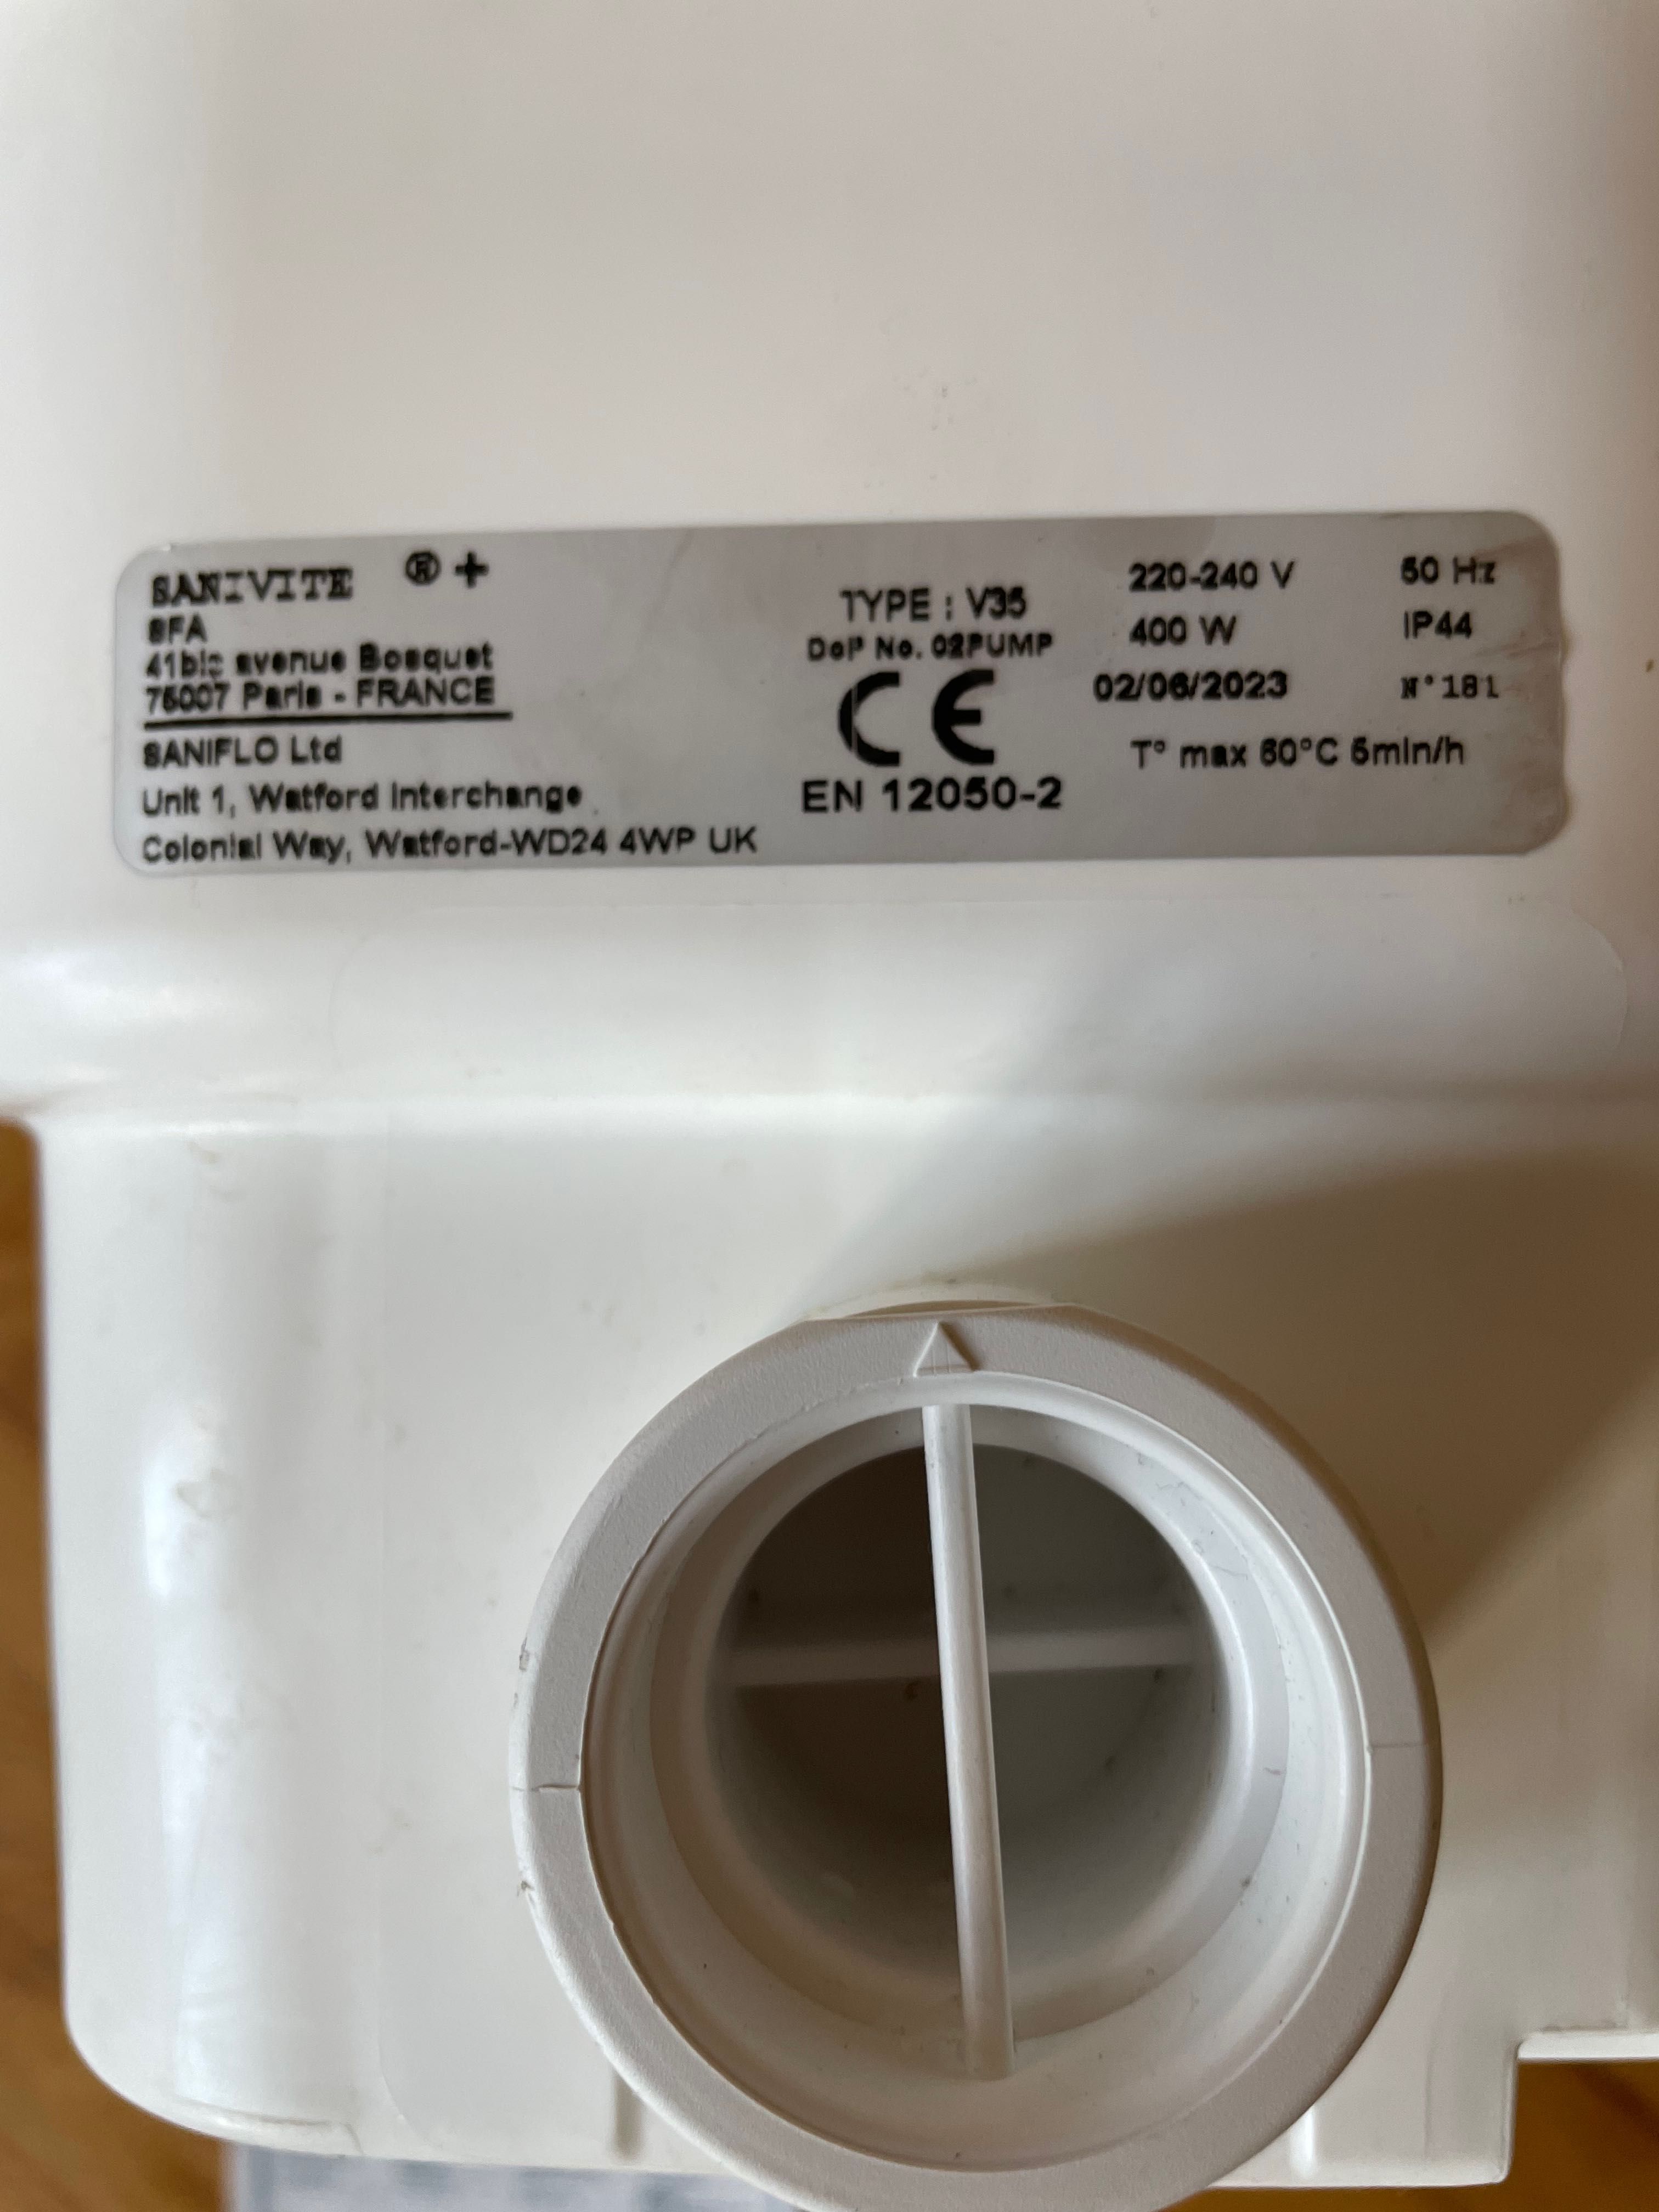 SANIVITE ®+
SFA
41bis avenue Bosquet
75007 Paris - FRANCE
SANIFLO Ltd
Unit 1, Watford Interchange
Colonial Way, Watford-WD24 4WP UK
TYPE : V35
DoP No. 02PUMP
CE
EN 12050-2
220-240 V 50 Hz
400 W IP44
02/06/2023 N°181
T° max 60°C 5min/h